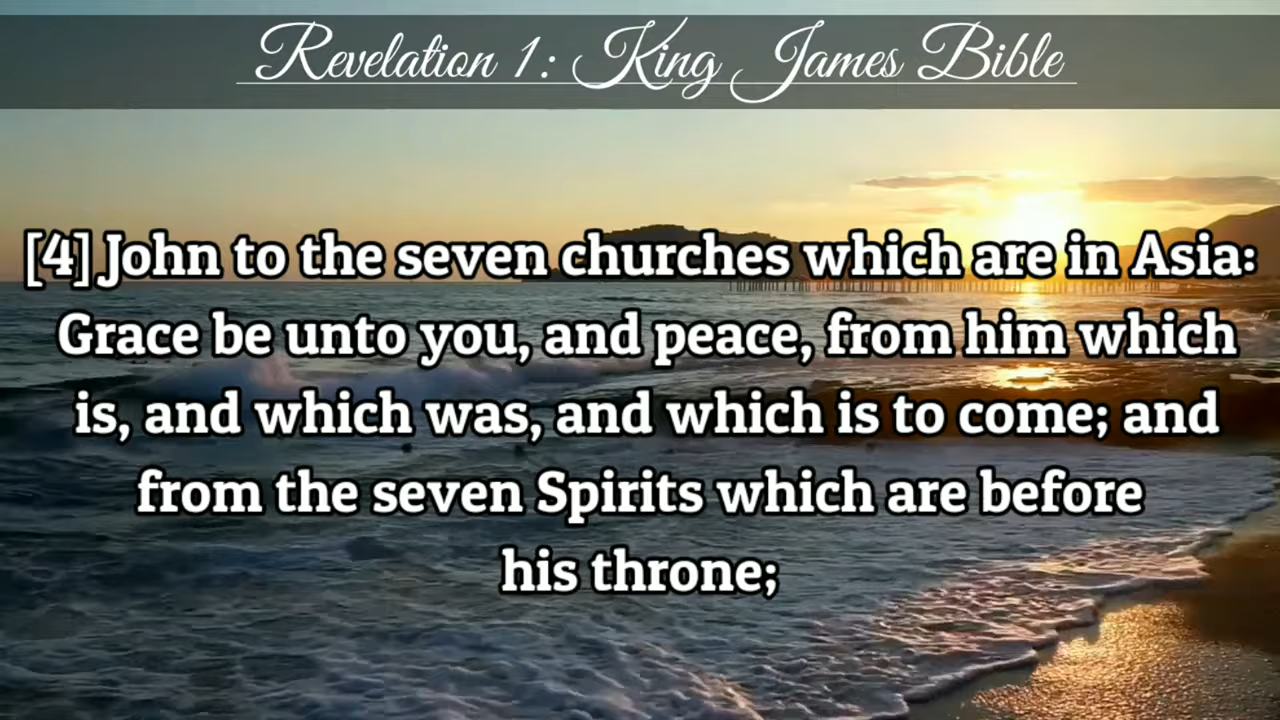 Revelation 1: King James Bible
[4] John to the seven churches which are in Asia:
Grace be unto you, and peace, from him which
is, and which was, and which is to come; and
from the seven Spirits which are before
his throne;